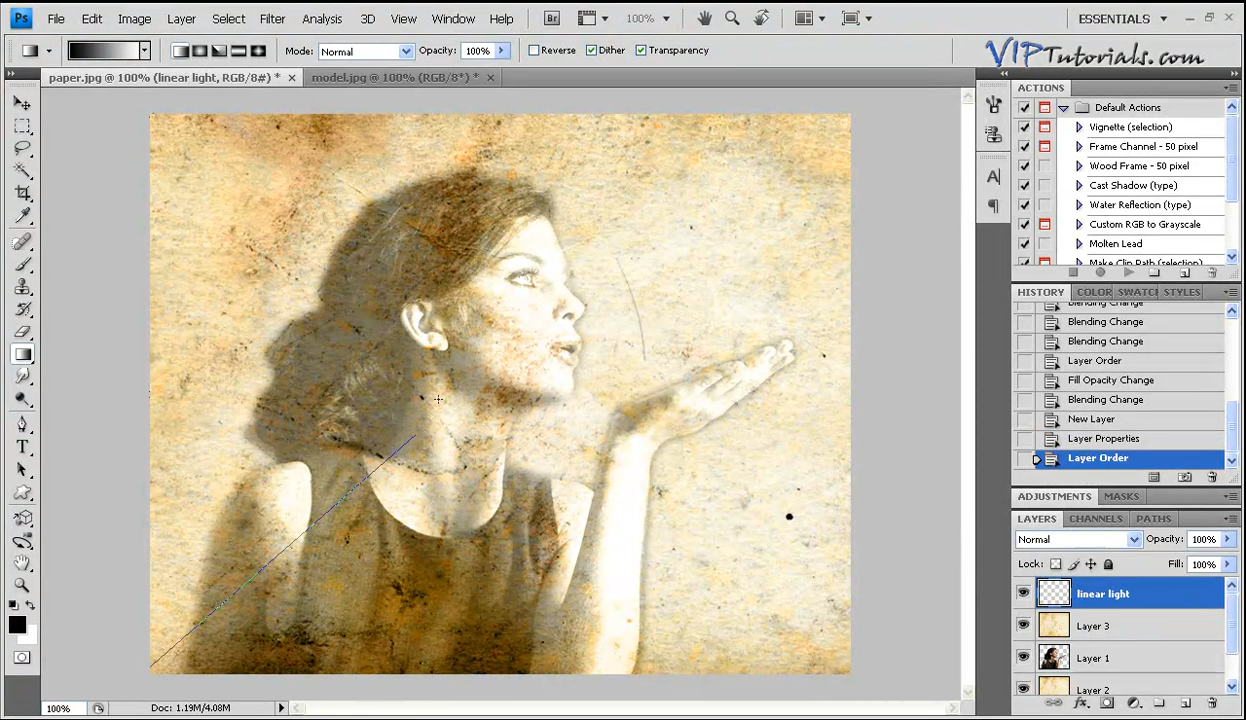 Ps File Edit Image Layer Select Filter Analysis 3D View Window Help Br 100% ESSENTIALS
Mode: Normal Opacity: 100% Reverse Dither Transparency
VIPTutorials.com
paper.jpg @ 100% (linear light, RGB/8#) * model.jpg @ 100% (RGB/8*) *
ACTIONS
Default Actions
Vignette (selection)
Frame Channel - 50 pixel
Wood Frame - 50 pixel
Cast Shadow (type)
Water Reflection (type)
Custom RGB to Grayscale
Molten Lead
Make Clip Path (selection)
HISTORY COLOR SWATC STYLES
Blending Change
Blending Change
Blending Change
Layer Order
Fill Opacity Change
Blending Change
New Layer
Layer Properties
Layer Order
ADJUSTMENTS MASKS
LAYERS CHANNELS PATHS
Normal Opacity: 100%
Lock: Fill: 100%
linear light
Layer 3
Layer 1
Layer 2
100% Doc: 1.19M/4.08M